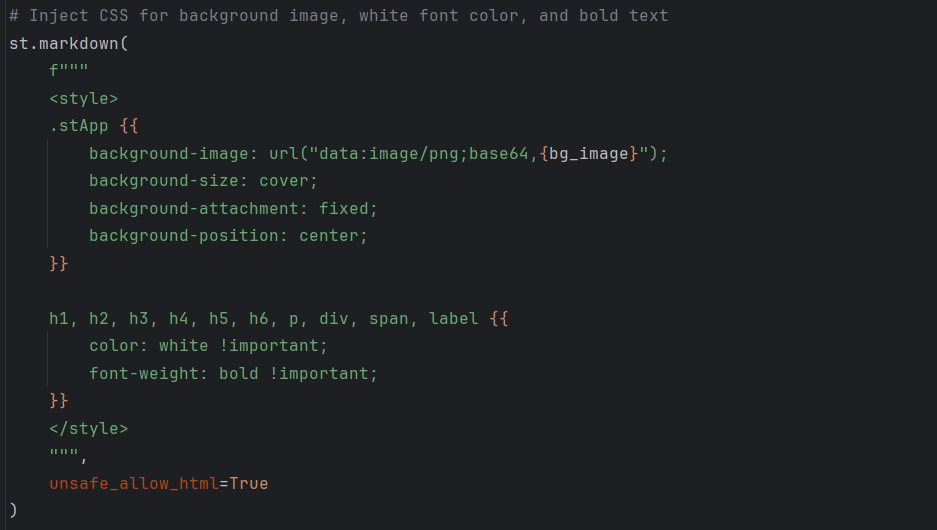 # Inject CSS for background image, white font color, and bold text
st.markdown(
    f"""
    <style>
    .stApp {{
        background-image: url("data:image/png;base64,{bg_image}");
        background-size: cover;
        background-attachment: fixed;
        background-position: center;
    }}

    h1, h2, h3, h4, h5, h6, p, div, span, label {{
        color: white !important;
        font-weight: bold !important;
    }}
    </style>
    """,
    unsafe_allow_html=True
)